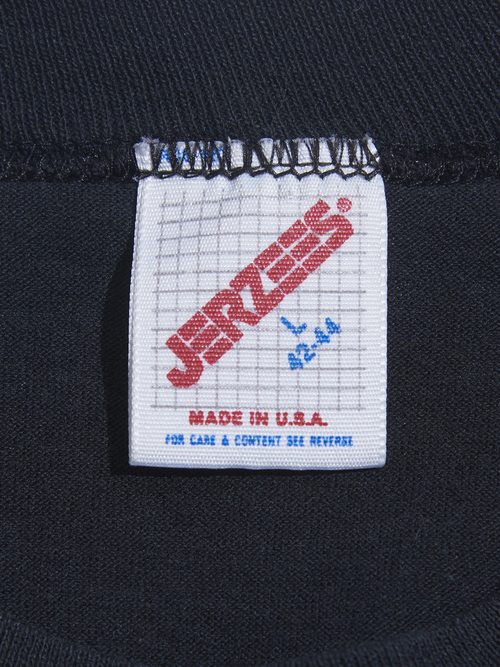 JERZEES®
L
42-44
MADE IN U.S.A.
FOR CARE & CONTENT SEE REVERSE